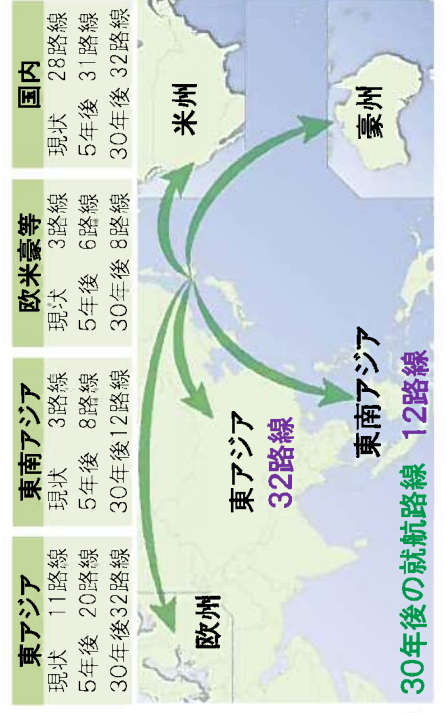 東アジア
現状 11路線
5年後 20路線
30年後32路線
東南アジア
現状 3路線
5年後 8路線
30年後12路線
欧米豪等
現状 3路線
5年後 6路線
30年後 8路線
国内
現状 28路線
5年後 31路線
30年後 32路線
欧州
東アジア
32路線
東南アジア
12路線
米州
豪州
30年後の就航路線